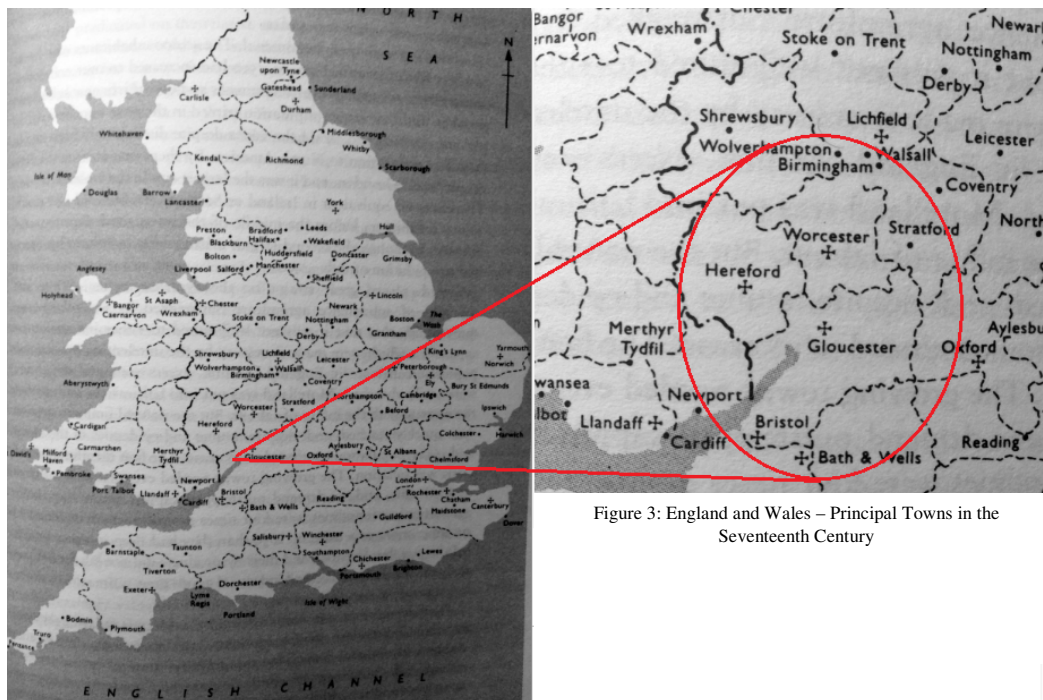 NORTH
SEA
N
Newcastle
upon Tyne
Gateshead
Sunderland
Carlisle
Durham
Whitehaven
Middlesborough
Whitby
Richmond
Kendal
Scarborough
Isle of Man
Douglas
Barrow
Lancaster
York
Preston
Blackburn
Bradford
Halifax
Leeds
Wakefield
Hull
Bolton
Huddersfield
Doncaster
Grimsby
Liverpool
Salford
Manchester
Sheffield
Anglesey
Holyhead
Bangor
Caernarvon
St Asaph
Wrexham
Chester
Lincoln
Newark
Stoke on Trent
Nottingham
Derby
Boston
The
Wash
Grantham
Shrewsbury
Lichfield
Walsall
Leicester
King's Lynn
Yarmouth
Norwich
Wolverhampton
Birmingham
Peterborough
Ely
Aberystwyth
Coventry
Northampton
Cambridge
Bury St Edmunds
Worcester
Stratford
Bedford
Ipswich
Cardigan
Hereford
Colchester
Harwich
David's
Milford
Haven
Carmarthen
Merthyr
Tydfil
Gloucester
Aylesbury
Oxford
St Albans
Chelmsford
Pembroke
Swansea
Port Talbot
Newport
London
Llandaff
Cardiff
Bristol
Reading
Rochester
Chatham
Maidstone
Canterbury
Dover
Bath & Wells
Guildford
Salisbury
Winchester
Barnstaple
Taunton
Southampton
Chichester
Lewes
Tiverton
Portsmouth
Brighton
Exeter
Lyme
Regis
Dorchester
Isle of Wight
Portland
Bodmin
Plymouth
Truro
Penzance
ENGLISH CHANNEL
Bangor
ernarvon
Wrexham
Chester
Stoke on Trent
Newark
Nottingham
Derby
Shrewsbury
Lichfield
Wolverhampton
Walsall
Birmingham
Leicester
Coventry
North
Worcester
Stratford
Hereford
Merthyr
Tydfil
Gloucester
Aylesbu
Oxford
wansea
lbot
Newport
Llandaff
Cardiff
Bristol
Bath & Wells
Reading
Figure 3: England and Wales – Principal Towns in the
Seventeenth Century